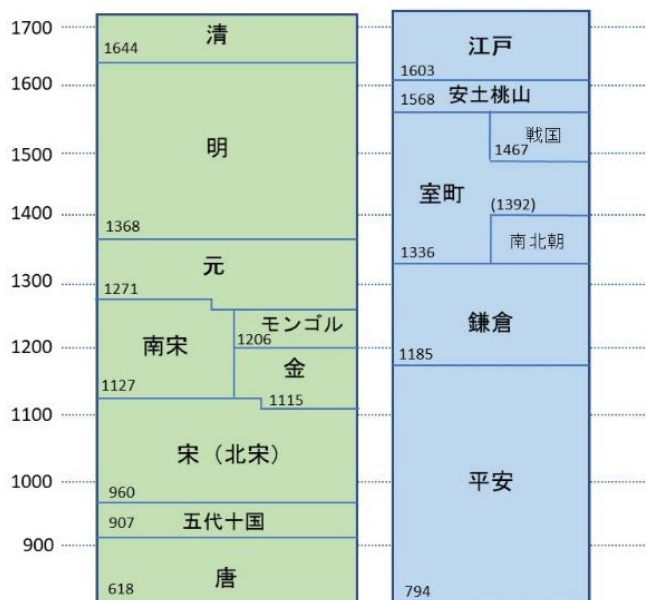 1700
1600
1500
1400
1300
1200
1100
1000
900
清
1644
明
1368
元
1271
モンゴル
1206
南宋
1127
金
1115
宋（北宋）
960
907
五代十国
唐
618
江戸
1603
1568
安土桃山
戦国
1467
室町
(1392)
南北朝
1336
鎌倉
1185
平安
794